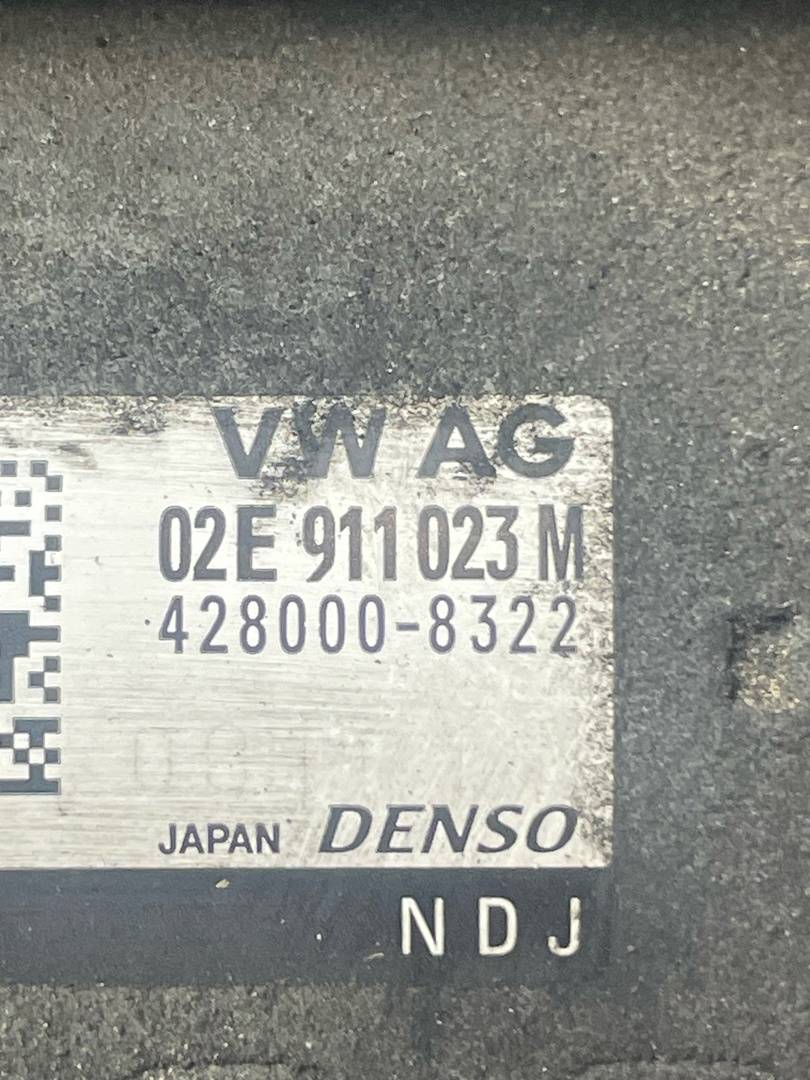 VW AG
02E 911 023 M
428000-8322
JAPAN DENSO
NDJ